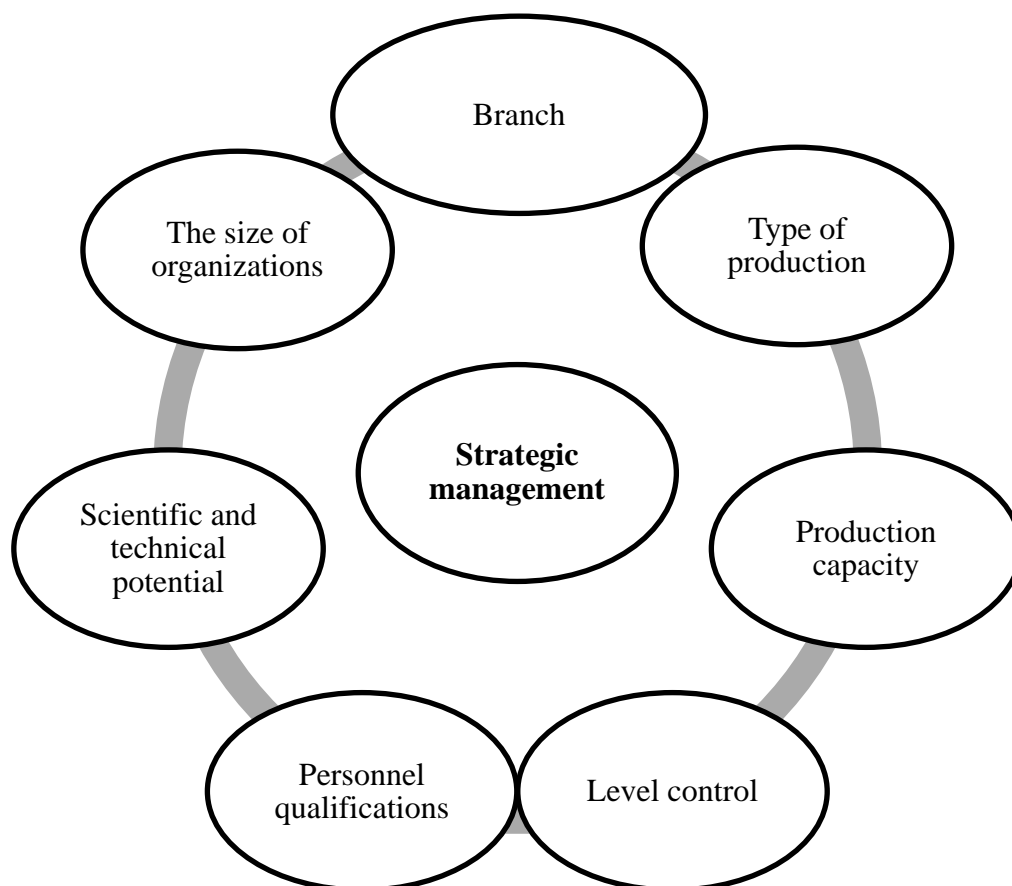 Branch
Type of
production
Production
capacity
Level control
Personnel
qualifications
Scientific and
technical
potential
The size of
organizations
Strategic
management